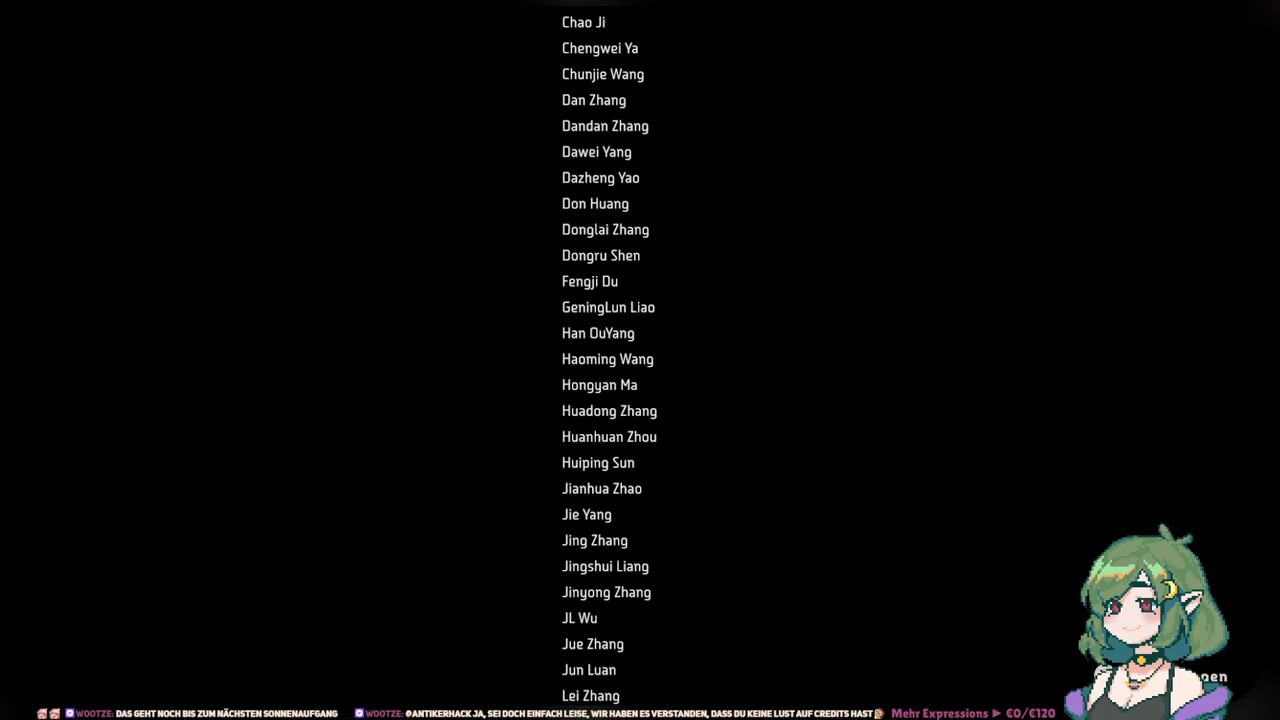 Chao Ji
Chengwei Ya
Chunjie Wang
Dan Zhang
Dandan Zhang
Dawei Yang
Dazheng Yao
Don Huang
Donglai Zhang
Dongru Shen
Fengji Du
GeningLun Liao
Han OuYang
Haoming Wang
Hongyan Ma
Huadong Zhang
Huanhuan Zhou
Huiping Sun
Jianhua Zhao
Jie Yang
Jing Zhang
Jingshui Liang
Jinyong Zhang
JL Wu
Jue Zhang
Jun Luan
Lei Zhang
WOOTZE: DAS GEHT NOCH BIS ZUM NÄCHSTEN SONNENAUFGANG WOOTZE: @ANTIKERHACK JA, SEI DOCH EINFACH LEISE, WIR HABEN ES VERSTANDEN, DASS DU KEINE LUST AUF CREDITS HAST Mehr Expressions ► €0/€120